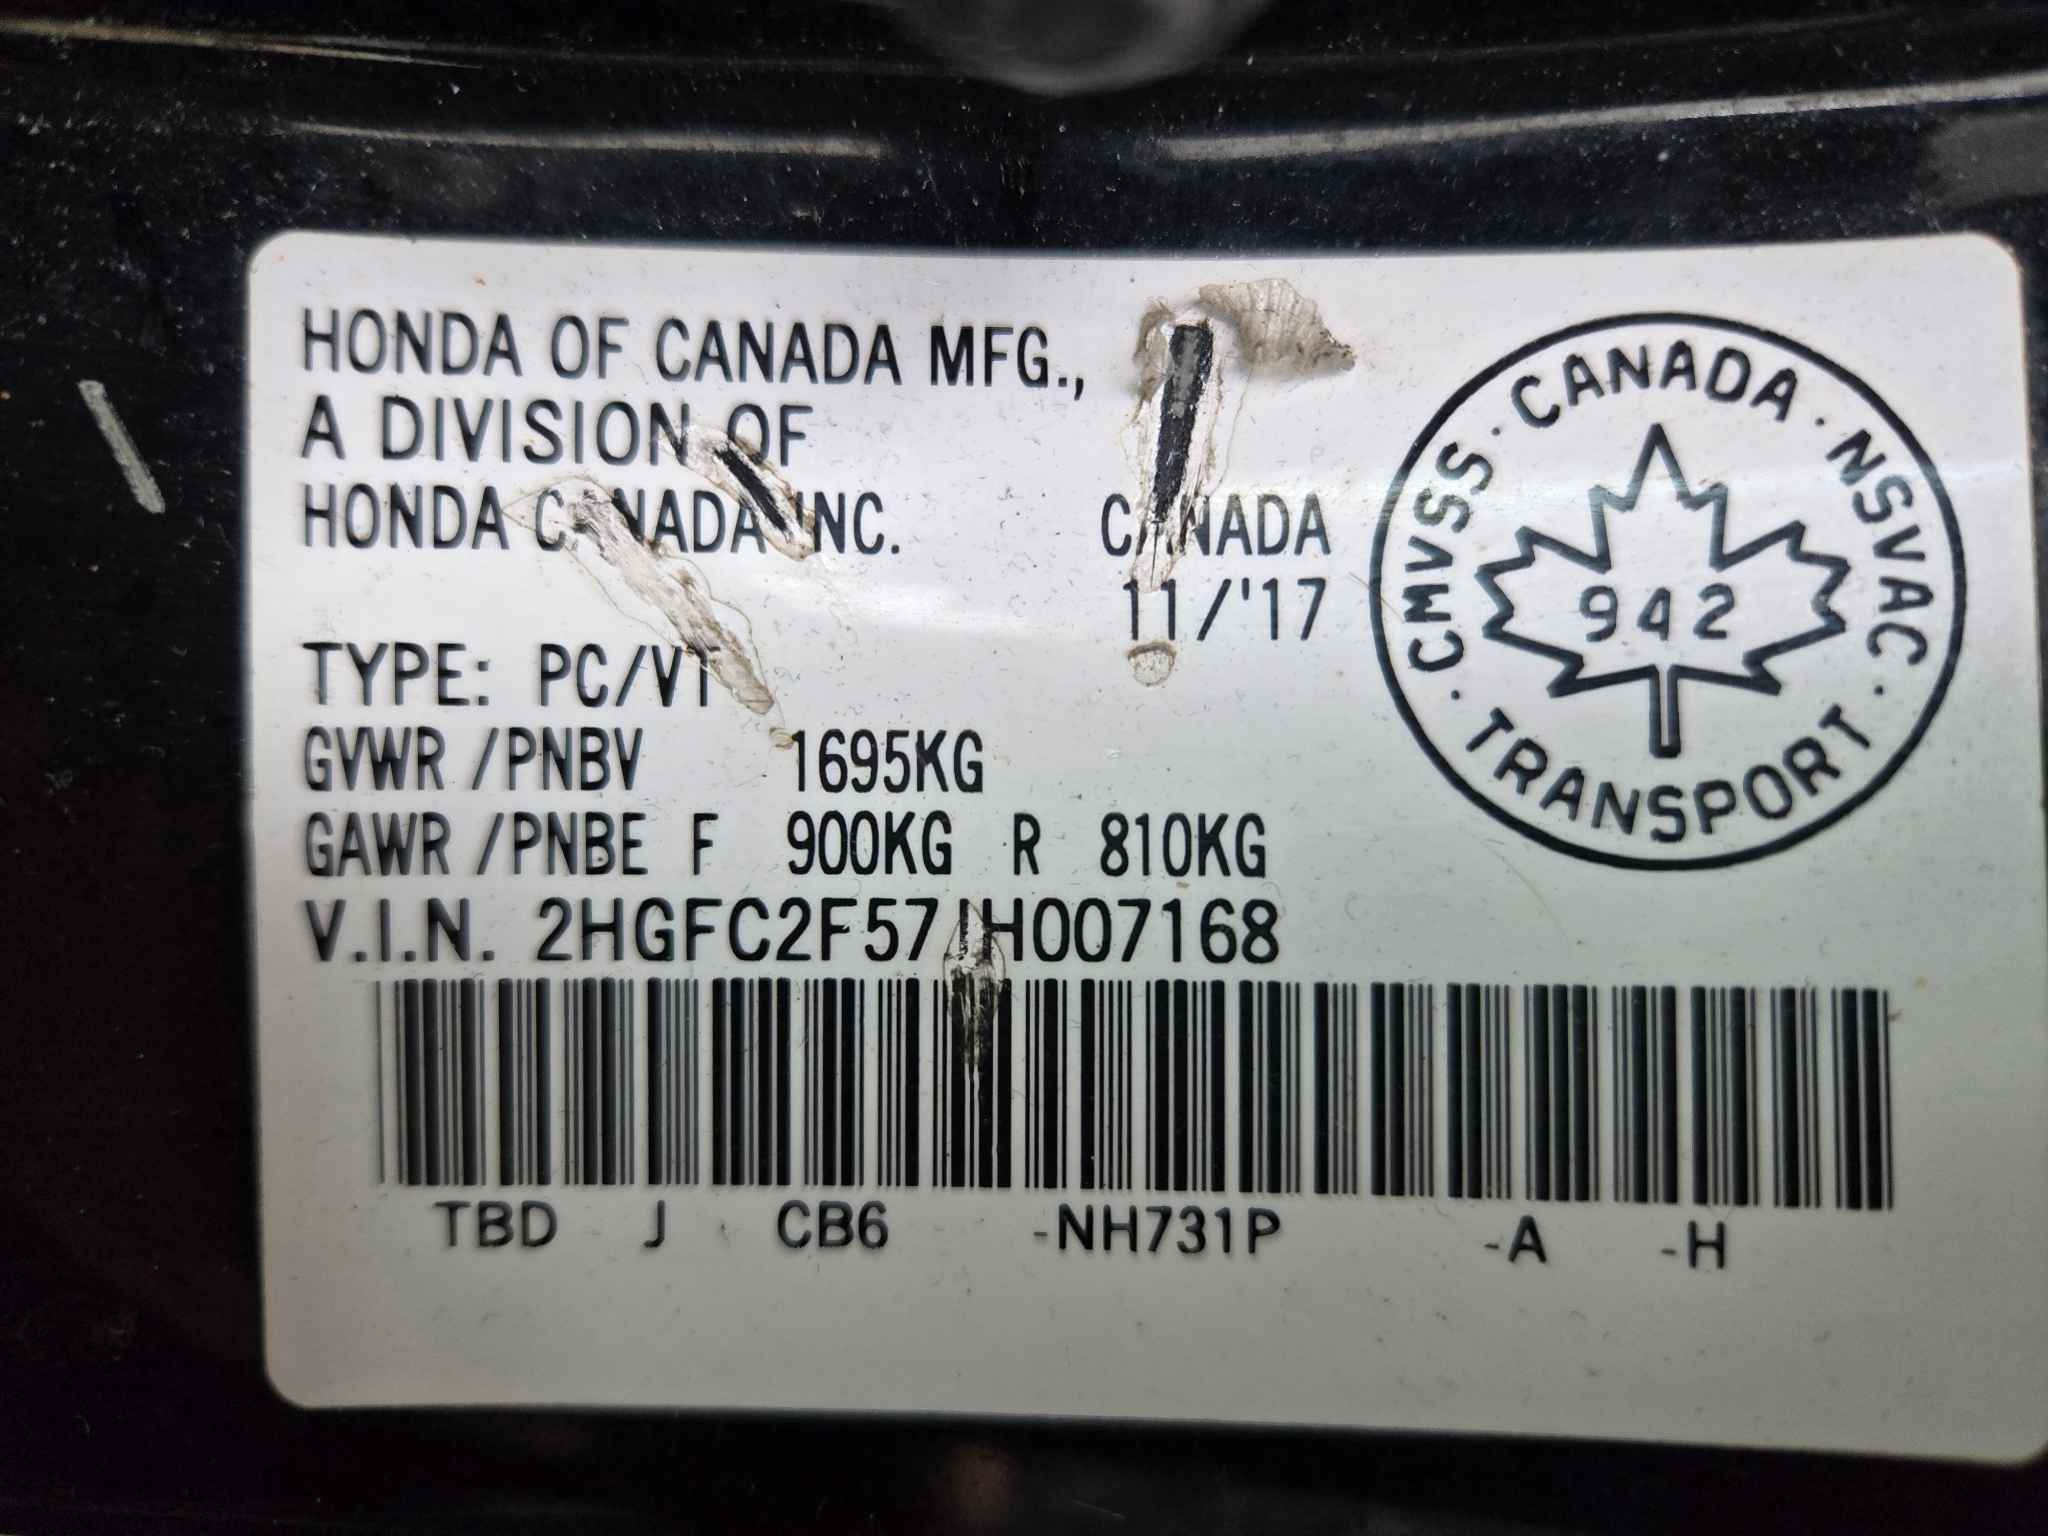 HONDA OF CANADA MFG.,
A DIVISION OF
HONDA CANADA INC. CANADA
11/'17
TYPE: PC/VT
GVWR /PNBV 1695KG
GAWR /PNBE F 900KG R 810KG
V.I.N. 2HGFC2F57JH007168
TBD J CB6 -NH731P -A -H
CMVSS · CANADA · NSVAC · TRANSPORT ·
942